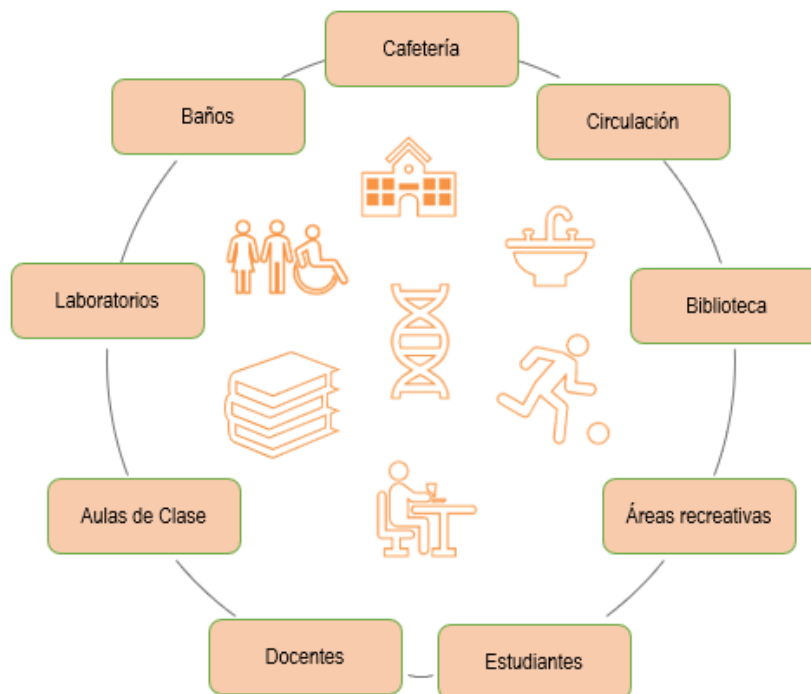 Cafetería
Baños
Circulación
Laboratorios
Biblioteca
Aulas de Clase
Áreas recreativas
Docentes
Estudiantes